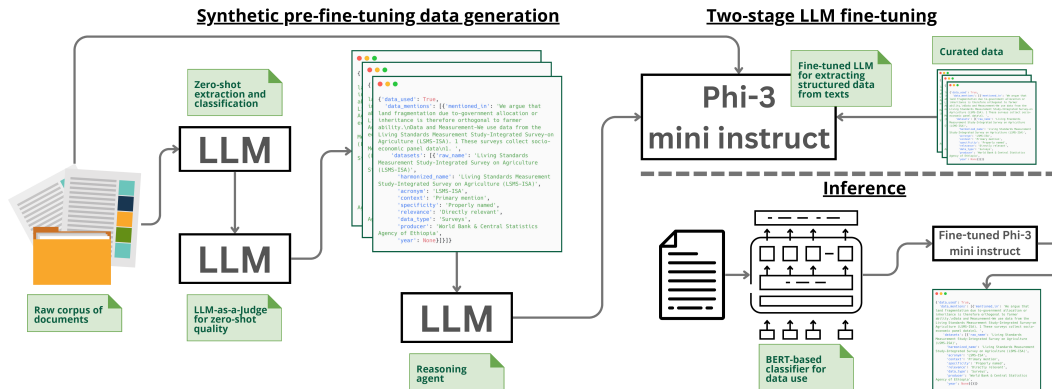 Synthetic pre-fine-tuning data generation
Two-stage LLM fine-tuning
Zero-shot
extraction and
classification
LLM
LLM
Raw corpus of
documents
LLM-as-a-Judge
for zero-shot
quality
{'data_used': True,
'data_mentions': [{'mentioned_in': 'We argue that
land fragmentation due to-government allocation or
inheritance is therefore orthogonal to farmer
ability.\nData and Measurement-We use data from the
Living Standards Measurement Study-Integrated Survey-on
Agriculture (LSMS-ISA). 1 These surveys collect socio-
economic panel data\n1. ',
'datasets': [{'raw_name': 'Living Standards
Measurement Study-Integrated Survey on Agriculture
(LSMS-ISA)',
'harmonized_name': 'Living Standards Measurement
Study-Integrated Survey on Agriculture (LSMS-ISA)',
'acronym': 'LSMS-ISA',
'context': 'Primary mention',
'specificity': 'Properly named',
'relevance': 'Directly relevant',
'data_type': 'Surveys',
'producer': 'World Bank & Central Statistics
Agency of Ethiopia',
'year': None}]}]}
LLM
Reasoning
agent
Phi-3
mini instruct
Fine-tuned LLM
for extracting
structured data
from texts
Curated data
Inference
BERT-based
classifier for
data use
Fine-tuned Phi-3
mini instruct